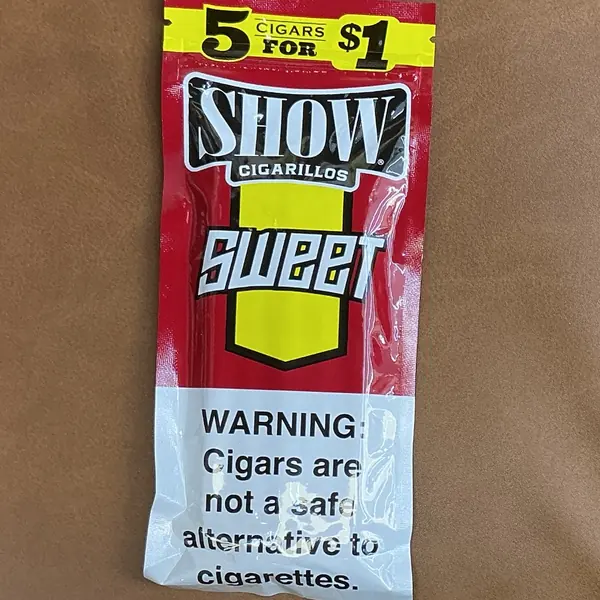 5 CIGARS FOR $1
SHOW®
CIGARILLOS
SWEET
WARNING:
Cigars are
not a safe
alternative to
cigarettes.